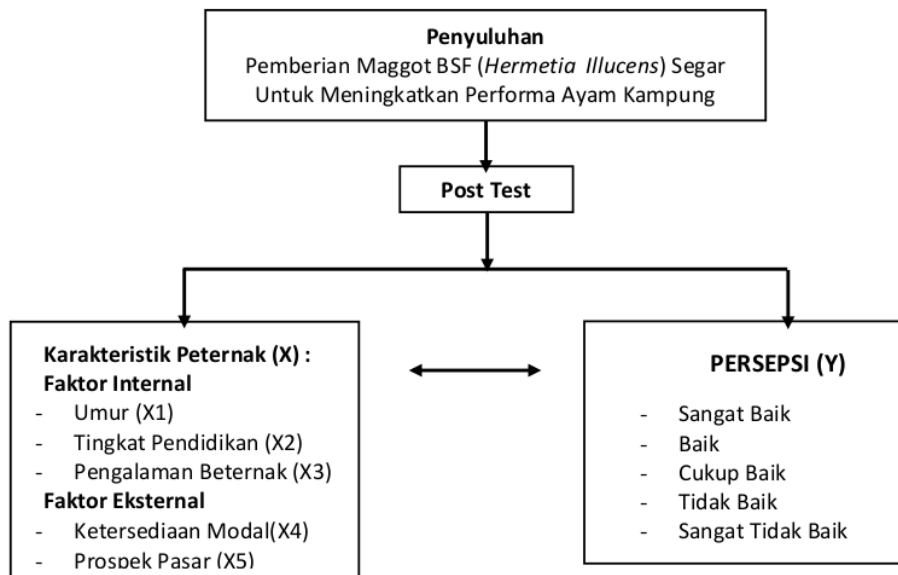 Penyuluhan
Pemberian Maggot BSF (Hermetia Illucens) Segar
Untuk Meningkatkan Performa Ayam Kampung
Post Test
Karakteristik Peternak (X) :
Faktor Internal
- Umur (X1)
- Tingkat Pendidikan (X2)
- Pengalaman Beternak (X3)
Faktor Eksternal
- Ketersediaan Modal(X4)
- Prospek Pasar (X5)
PERSEPSI (Y)
- Sangat Baik
- Baik
- Cukup Baik
- Tidak Baik
- Sangat Tidak Baik